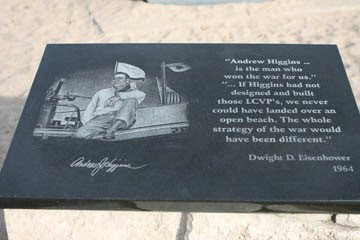 "Andrew Higgins ...
is the man who
won the war for us."
"... If Higgins had not
designed and built
those LCVP's, we never
could have landed over an
open beach. The whole
strategy of the war would
have been different."
Dwight D. Eisenhower
1964
Andrew J Higgins